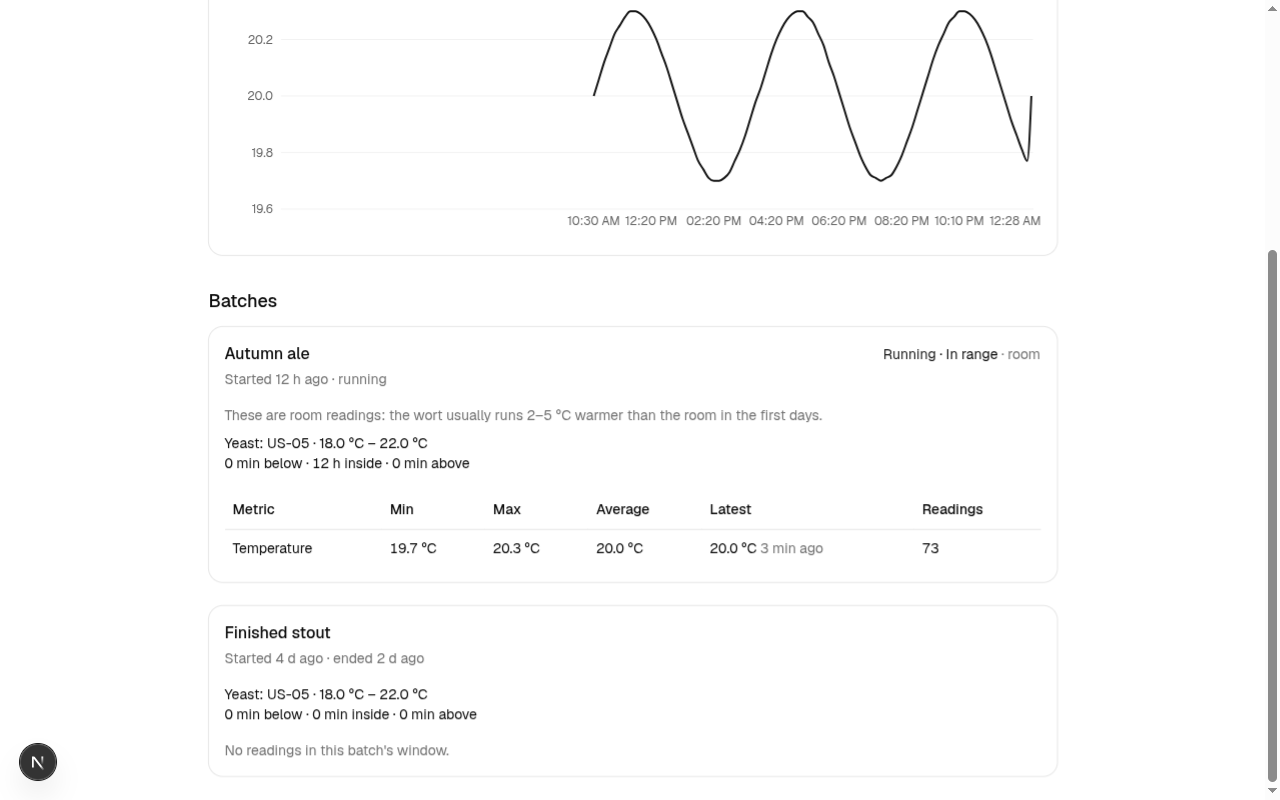 20.2
20.0
19.8
19.6
10:30 AM 12:20 PM 02:20 PM 04:20 PM 06:20 PM 08:20 PM 10:10 PM 12:28 AM
Batches
Autumn ale
Running · In range · room
Started 12 h ago · running
These are room readings: the wort usually runs 2–5 °C warmer than the room in the first days.
Yeast: US-05 · 18.0 °C – 22.0 °C
0 min below · 12 h inside · 0 min above
Metric Min Max Average Latest Readings
Temperature 19.7 °C 20.3 °C 20.0 °C 20.0 °C 3 min ago 73
Finished stout
Started 4 d ago · ended 2 d ago
Yeast: US-05 · 18.0 °C – 22.0 °C
0 min below · 0 min inside · 0 min above
No readings in this batch's window.
N